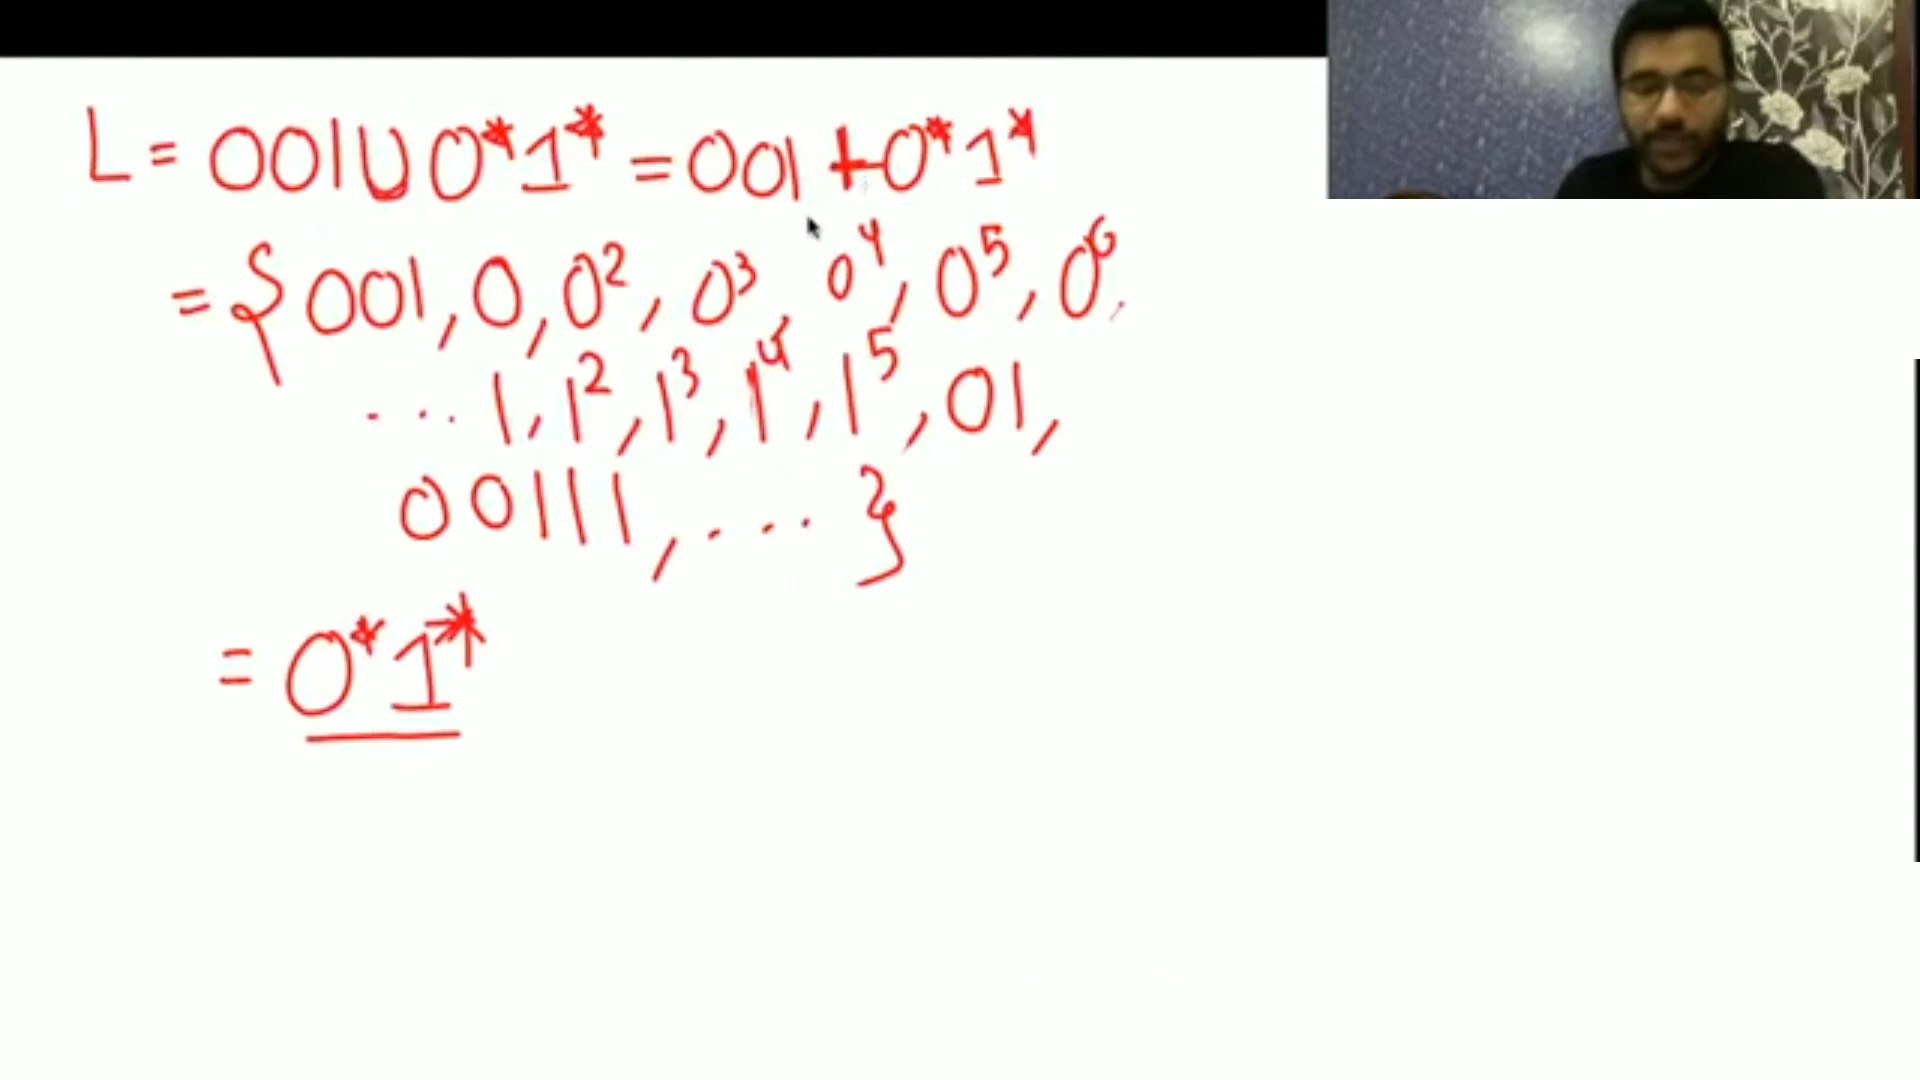 L = 001 ∪ 0*1* = 001 + 0*1*
= { 001, 0, 0², 0³, 0⁴, 0⁵, 0⁶,
... 1, 1², 1³, 1⁴, 1⁵, 01,
00111, .... }
= 0*1*